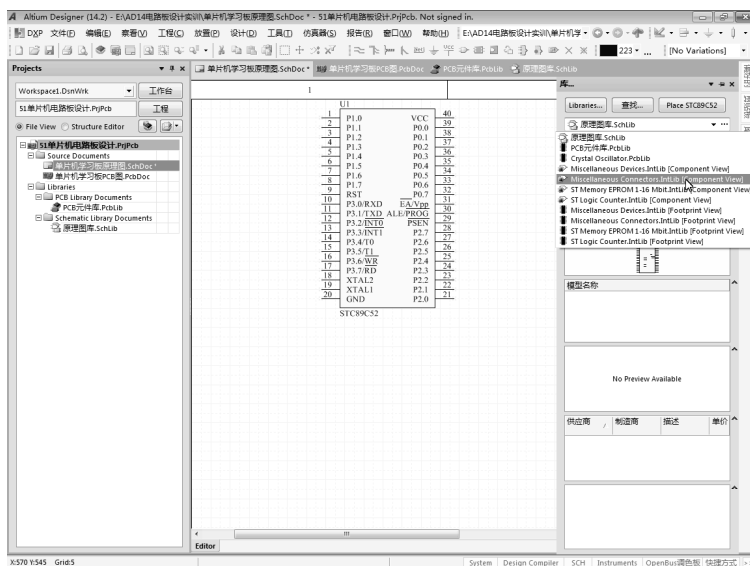 Altium Designer (14.2) - E:\AD14电路板设计实训\单片机学习板原理图.SchDoc * - 51单片机电路板设计.PrjPcb. Not signed in.
DXP 文件(F) 编辑(E) 察看(V) 工程(C) 放置(P) 设计(D) 工具(T) 仿真器(S) 报告(R) 窗口(W) 帮助(H) E:\AD14电路板设计实训\单片机学
223 [No Variations]
Projects
单片机学习板原理图.SchDoc * 单片机学习板PCB图.PcbDoc PCB元件库.PcbLib 原理图库.SchLib
库...
Workspace1.DsnWrk 工作台
51单片机电路板设计.PrjPcb 工程
File View Structure Editor
51单片机电路板设计.PrjPcb
Source Documents
单片机学习板原理图.SchDoc *
单片机学习板PCB图.PcbDoc
Libraries
PCB Library Documents
PCB元件库.PcbLib
Schematic Library Documents
原理图库.SchLib
1
U1
1 P1.0 VCC 40
2 P1.1 P0.0 39
3 P1.2 P0.1 38
4 P1.3 P0.2 37
5 P1.4 P0.3 36
6 P1.5 P0.4 35
7 P1.6 P0.5 34
8 P1.7 P0.6 33
9 RST P0.7 32
10 P3.0/RXD EA/Vpp 31
11 P3.1/TXD ALE/PROG 30
12 P3.2/INT0 PSEN 29
13 P3.3/INT1 P2.7 28
14 P3.4/T0 P2.6 27
15 P3.5/T1 P2.5 26
16 P3.6/WR P2.4 25
17 P3.7/RD P2.3 24
18 XTAL2 P2.2 23
19 XTAL1 P2.1 22
20 GND P2.0 21
STC89C52
Libraries... 查找... Place STC89C52
原理图库.SchLib
原理图库.SchLib
PCB元件库.PcbLib
Crystal Oscillator.PcbLib
Miscellaneous Devices.IntLib [Component View]
Miscellaneous Connectors.IntLib [Component View]
ST Memory EPROM 1-16 Mbit.IntLib [Component View]
ST Logic Counter.IntLib [Component View]
Miscellaneous Devices.IntLib [Footprint View]
Miscellaneous Connectors.IntLib [Footprint View]
ST Memory EPROM 1-16 Mbit.IntLib [Footprint View]
ST Logic Counter.IntLib [Footprint View]
模型名称
No Preview Available
供应商 制造商 描述 单价
Editor
X:570 Y:545 Grid:5
System Design Compiler SCH Instruments OpenBus调色板 快捷方式